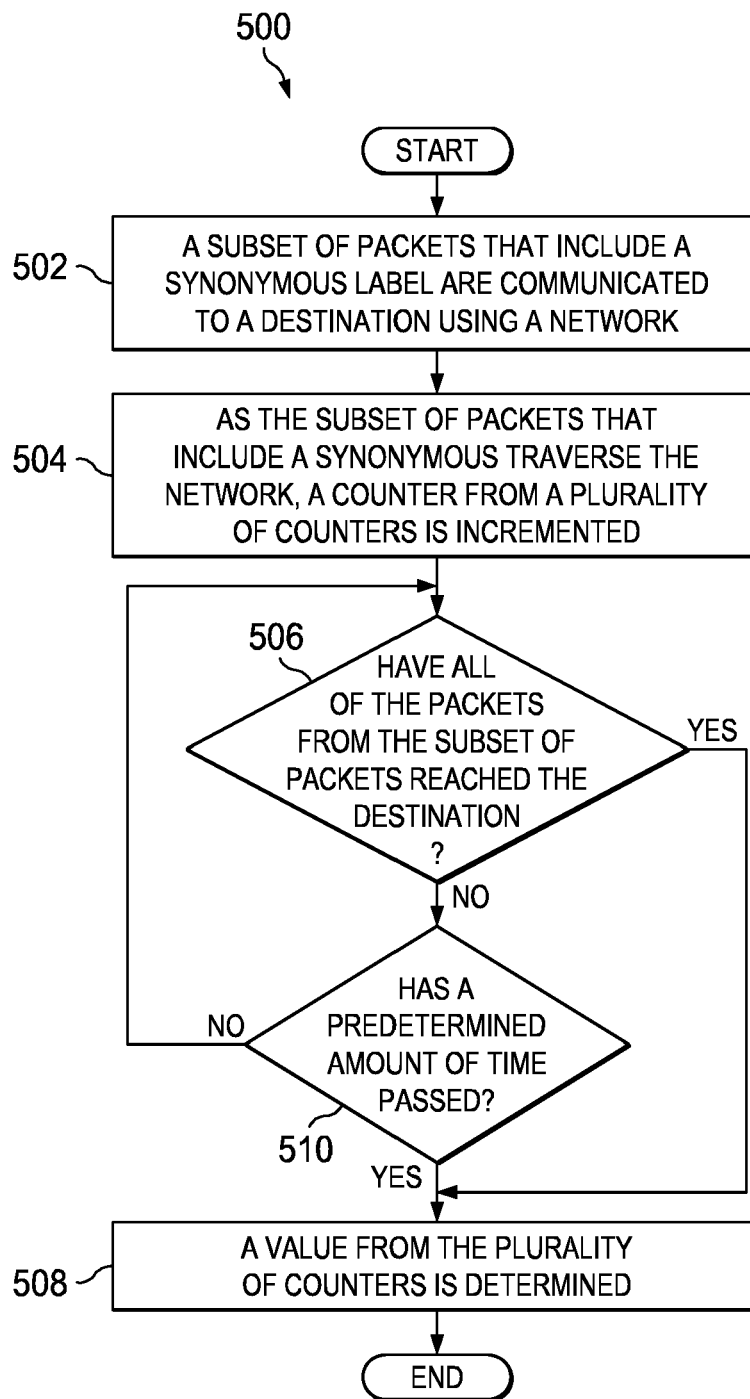 500
START
502
A SUBSET OF PACKETS THAT INCLUDE A
SYNONYMOUS LABEL ARE COMMUNICATED
TO A DESTINATION USING A NETWORK
504
AS THE SUBSET OF PACKETS THAT
INCLUDE A SYNONYMOUS TRAVERSE THE
NETWORK, A COUNTER FROM A PLURALITY
OF COUNTERS IS INCREMENTED
506
HAVE ALL
OF THE PACKETS
FROM THE SUBSET OF
PACKETS REACHED THE
DESTINATION
?
YES
NO
HAS A
PREDETERMINED
AMOUNT OF TIME
PASSED?
NO
510
YES
508
A VALUE FROM THE PLURALITY
OF COUNTERS IS DETERMINED
END